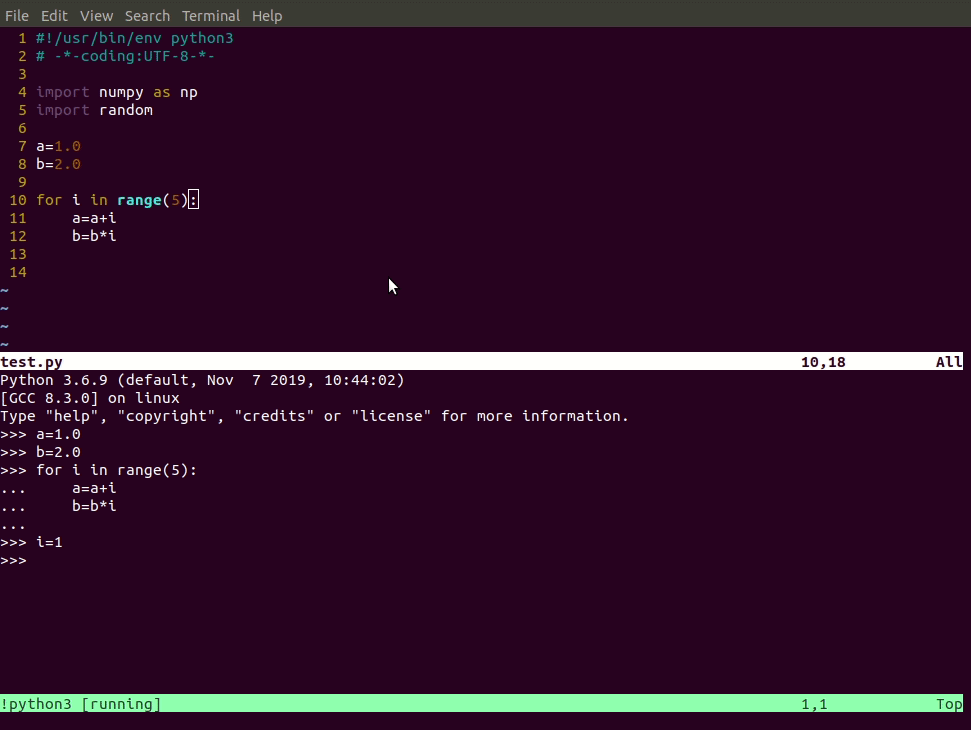 File Edit View Search Terminal Help
1 #!/usr/bin/env python3
2 # -*-coding:UTF-8-*-
3
4 import numpy as np
5 import random
6
7 a=1.0
8 b=2.0
9
10 for i in range(5):
11     a=a+i
12     b=b*i
13
14
~
~
~
~
test.py 10,18 All
Python 3.6.9 (default, Nov  7 2019, 10:44:02)
[GCC 8.3.0] on linux
Type "help", "copyright", "credits" or "license" for more information.
>>> a=1.0
>>> b=2.0
>>> for i in range(5):
...     a=a+i
...     b=b*i
...
>>> i=1
>>>
!python3 [running] 1,1 Top